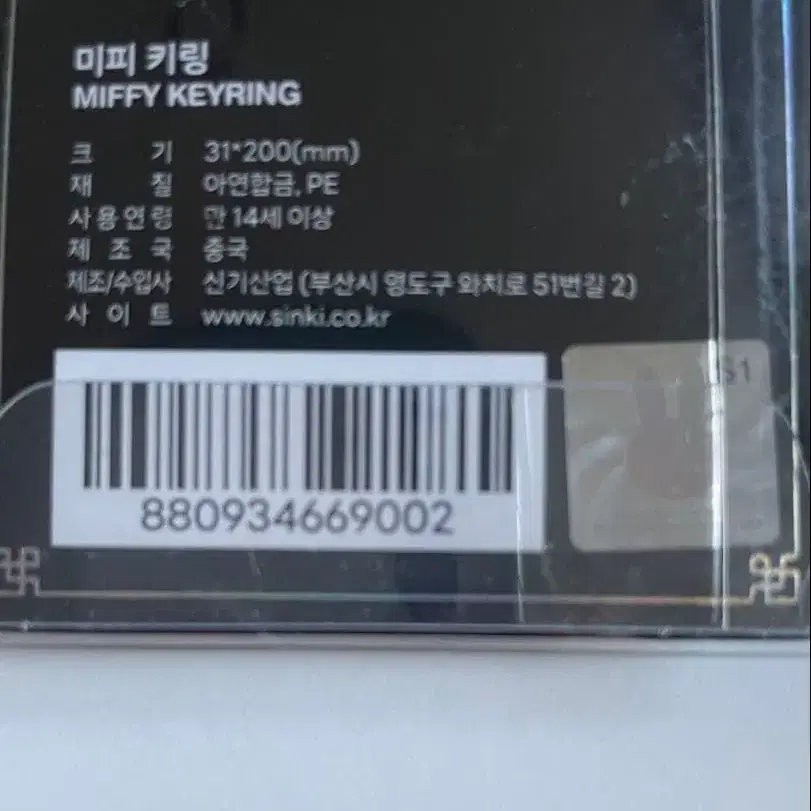 미피 키링
MIFFY KEYRING
크 기 31*200(mm)
재 질 아연합금, PE
사용연령 만 14세 이상
제 조 국 중국
제조/수입사 신기산업 (부산시 영도구 와치로 51번길 2)
사 이 트 www.sinki.co.kr
S1
880934669002